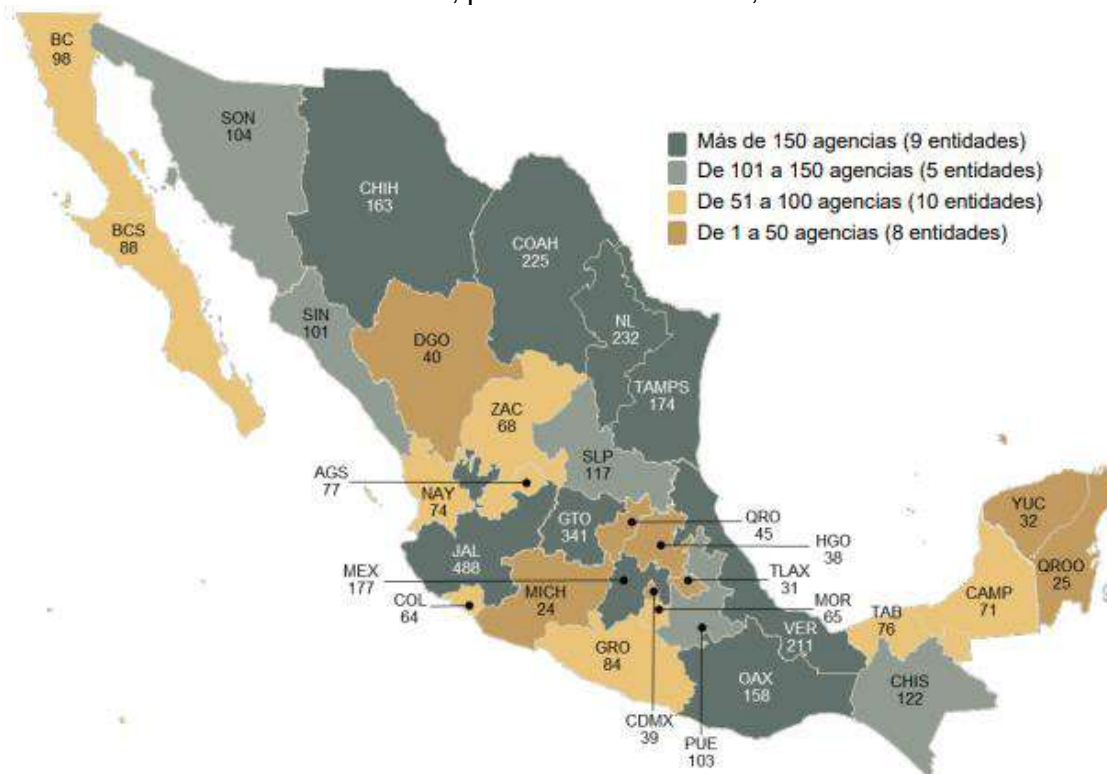 BC
98
SON
104
CHIH
163
Más de 150 agencias (9 entidades)
De 101 a 150 agencias (5 entidades)
De 51 a 100 agencias (10 entidades)
De 1 a 50 agencias (8 entidades)
BCS
88
COAH
225
SIN
101
NL
232
DGO
40
TAMPS
174
ZAC
68
SLP
117
AGS
77
NAY
74
GTO
341
QRO
45
YUC
32
HGO
38
JAL
488
MEX
177
TLAX
31
QROO
25
MICH
24
COL
64
MOR
65
CAMP
71
TAB
76
VER
211
GRO
84
OAX
158
CHIS
122
CDMX
39
PUE
103